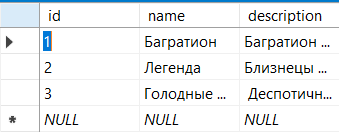 id name description
1 Багратион Багратион ...
2 Легенда Близнецы ...
3 Голодные ... Деспотичн...
NULL NULL NULL